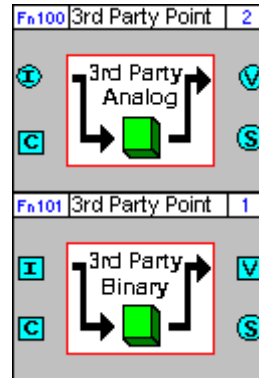 Fn100 3rd Party Point 2
I 3rd Party V
Analog
C S
Fn101 3rd Party Point 1
I 3rd Party V
Binary
C S